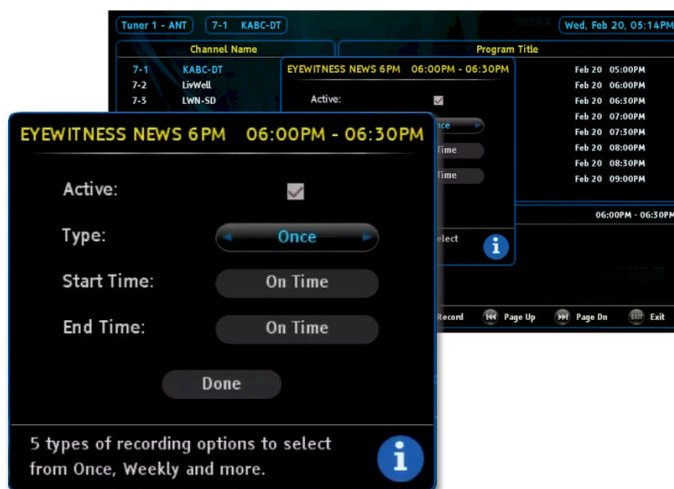 Tuner 1 - ANT 7-1 KABC-DT Wed, Feb 20, 05:14PM
Channel Name Program Title
7-1 KABC-DT Feb 20 05:00PM
7-2 LivWell Feb 20 06:00PM
7-3 LWN-SD Feb 20 06:30PM
Feb 20 07:00PM
Feb 20 07:30PM
Feb 20 08:00PM
Feb 20 08:30PM
Feb 20 09:00PM
06:00PM - 06:30PM
Record Page Up Page Dn EXIT Exit
EYEWITNESS NEWS 6PM 06:00PM - 06:30PM
Active:
Time
Time
EYEWITNESS NEWS 6PM 06:00PM - 06:30PM
Active:
Type: Once
Start Time: On Time
End Time: On Time
Done
5 types of recording options to select
from Once, Weekly and more.